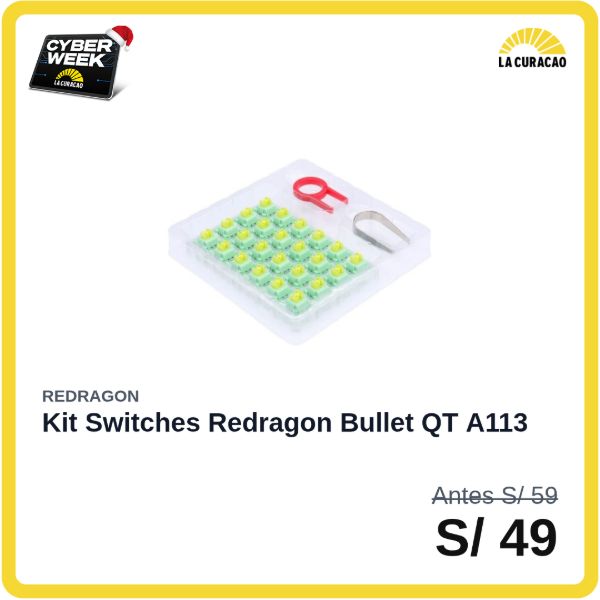 CYBER
WEEK
LA CURACAO
LA CURACAO
REDRAGON
Kit Switches Redragon Bullet QT A113
Antes S/ 59
S/ 49